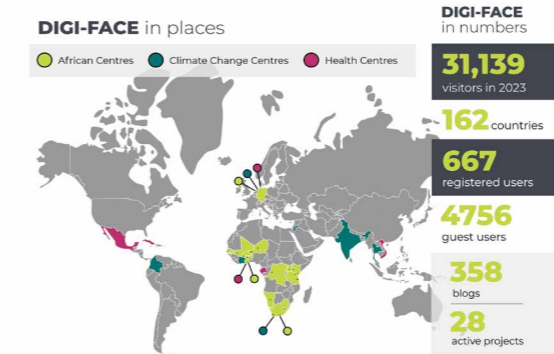 DIGI-FACE in places
African Centres
Climate Change Centres
Health Centres
DIGI-FACE
in numbers
31,139
visitors in 2023
162 countries
667
registered users
4756
guest users
358
blogs
28
active projects